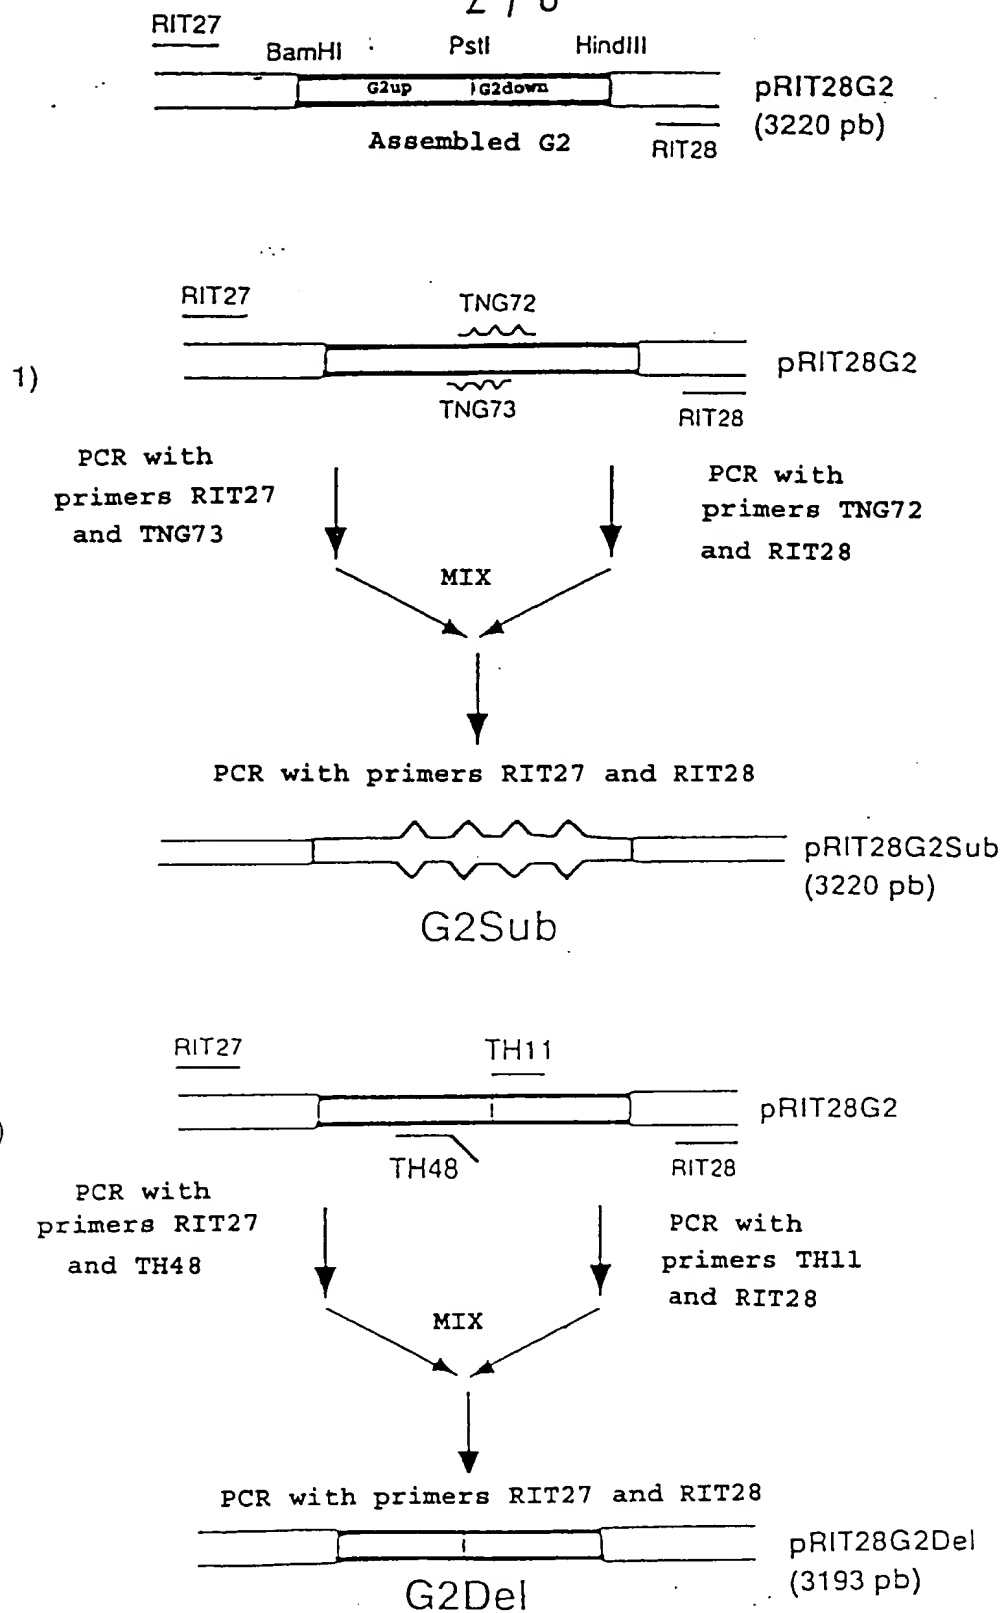 2/8
RIT27
BamHI PstI HindIII
G2up G2down
pRIT28G2
(3220 pb)
Assembled G2
RIT28
RIT27
TNG72
1)
pRIT28G2
TNG73
RIT28
PCR with
primers RIT27
and TNG73
PCR with
primers TNG72
and RIT28
MIX
PCR with primers RIT27 and RIT28
pRIT28G2Sub
(3220 pb)
G2Sub
RIT27
TH11
)
pRIT28G2
TH48
RIT28
PCR with
primers RIT27
and TH48
PCR with
primers TH11
and RIT28
MIX
PCR with primers RIT27 and RIT28
pRIT28G2Del
(3193 pb)
G2Del